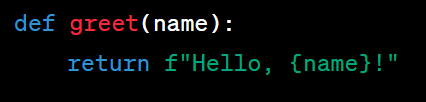 def greet(name):
    return f"Hello, {name}!"